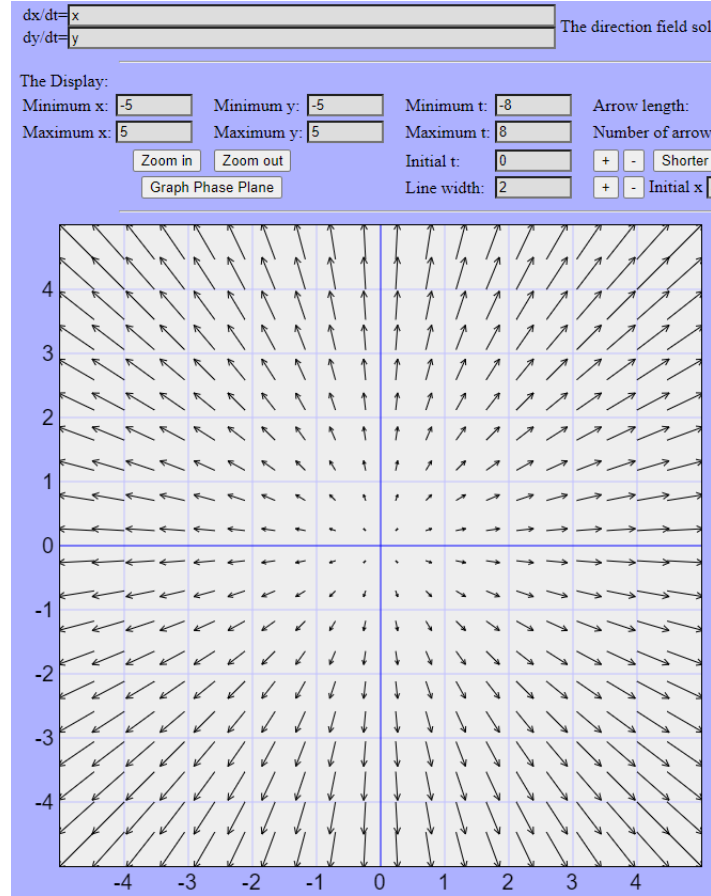 dx/dt= x
dy/dt= y
The direction field sol
The Display:
Minimum x: -5 Minimum y: -5 Minimum t: -8 Arrow length:
Maximum x: 5 Maximum y: 5 Maximum t: 8 Number of arrow
Zoom in Zoom out Initial t: 0 + - Shorter
Graph Phase Plane Line width: 2 + - Initial x
4
3
2
1
0
-1
-2
-3
-4
-4 -3 -2 -1 0 1 2 3 4